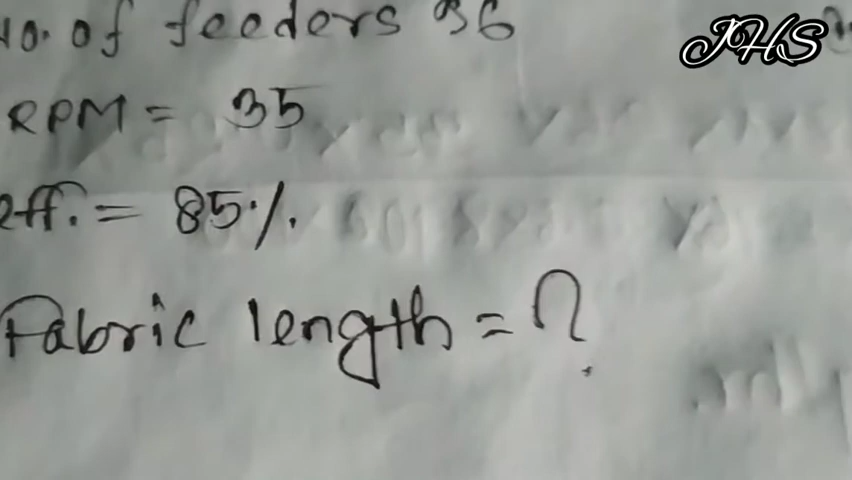 JHS
No. of feeders 36
RPM = 35
eff. = 85%.
Fabric length = ?